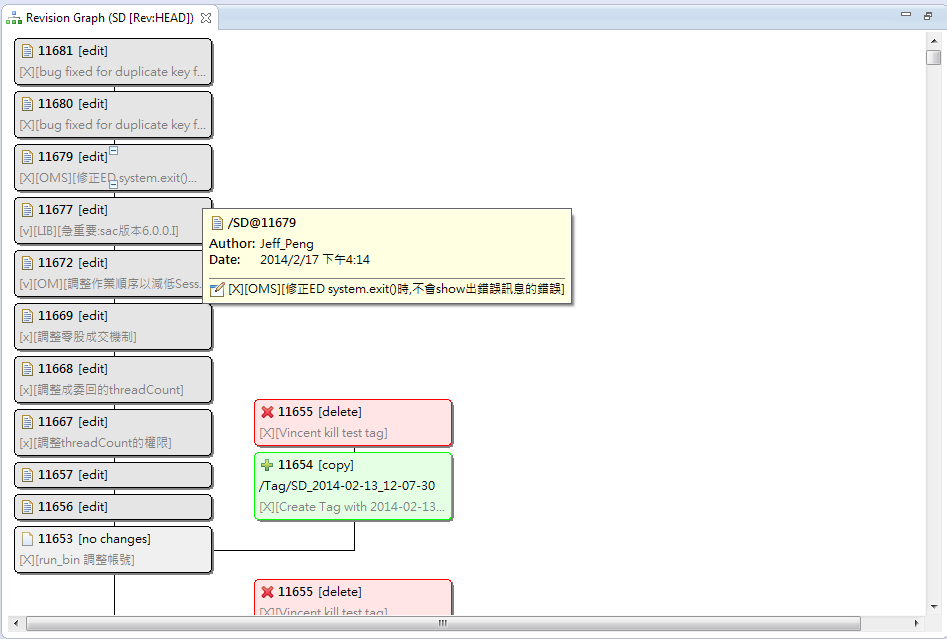 Revision Graph (SD [Rev:HEAD])
11681 [edit]
[X][bug fixed for duplicate key f...
11680 [edit]
[X][bug fixed for duplicate key f...
11679 [edit]
[X][OMS][修正ED system.exit()...
11677 [edit]
[v][LIB][急重要:sac版本6.0.0.I]
/SD@11679
Author: Jeff_Peng
Date: 2014/2/17 下午4:14
[X][OMS][修正ED system.exit()時,不會show出錯誤訊息的錯誤]
11672 [edit]
[v][OM][調整作業順序以減低Sess.
11669 [edit]
[x][調整零股成交機制]
11668 [edit]
[x][調整成委回的threadCount]
11667 [edit]
[x][調整threadCount的權限]
11657 [edit]
11656 [edit]
11653 [no changes]
[X][run_bin 調整帳號]
11655 [delete]
[X][Vincent kill test tag]
11654 [copy]
/Tag/SD_2014-02-13_12-07-30
[X][Create Tag with 2014-02-13...
11655 [delete]
[X][Vincent kill test tag]